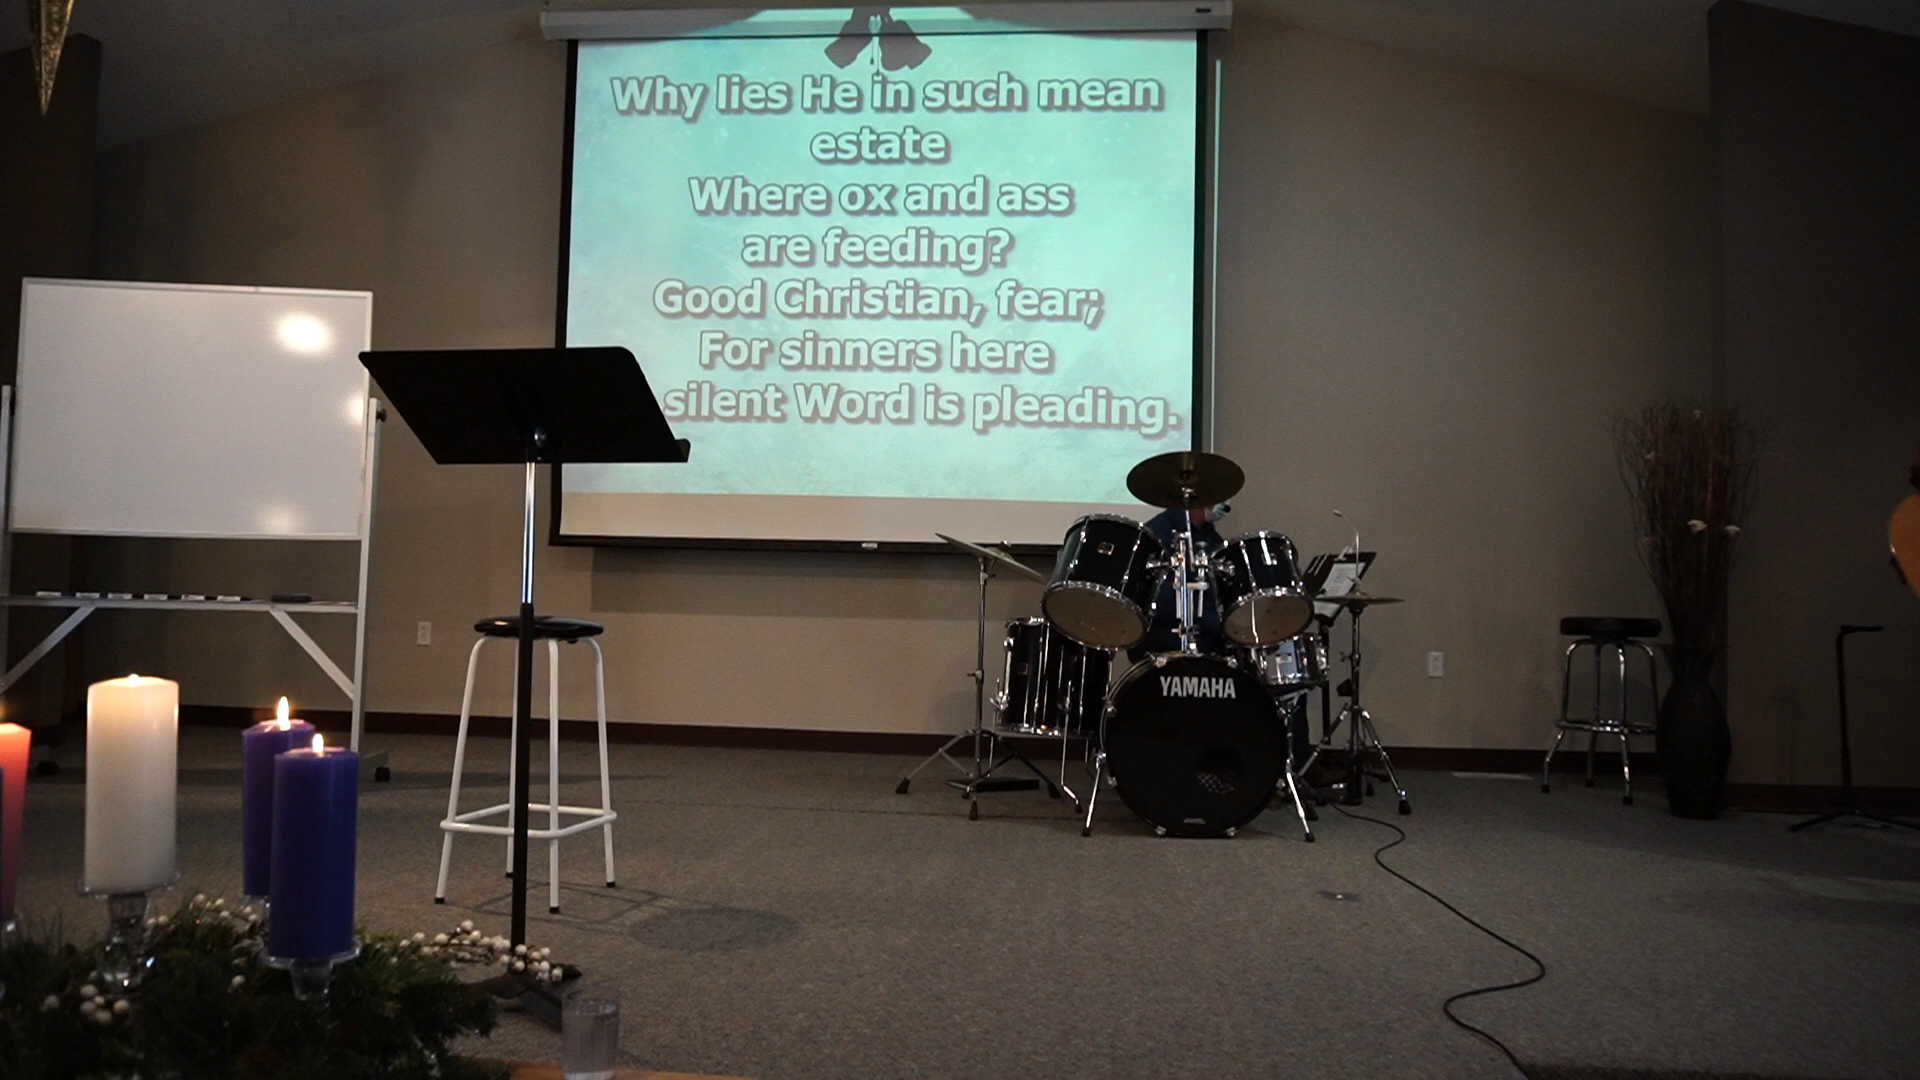 Why lies He in such mean
estate
Where ox and ass
are feeding?
Good Christian, fear;
For sinners here
silent Word is pleading.
YAMAHA